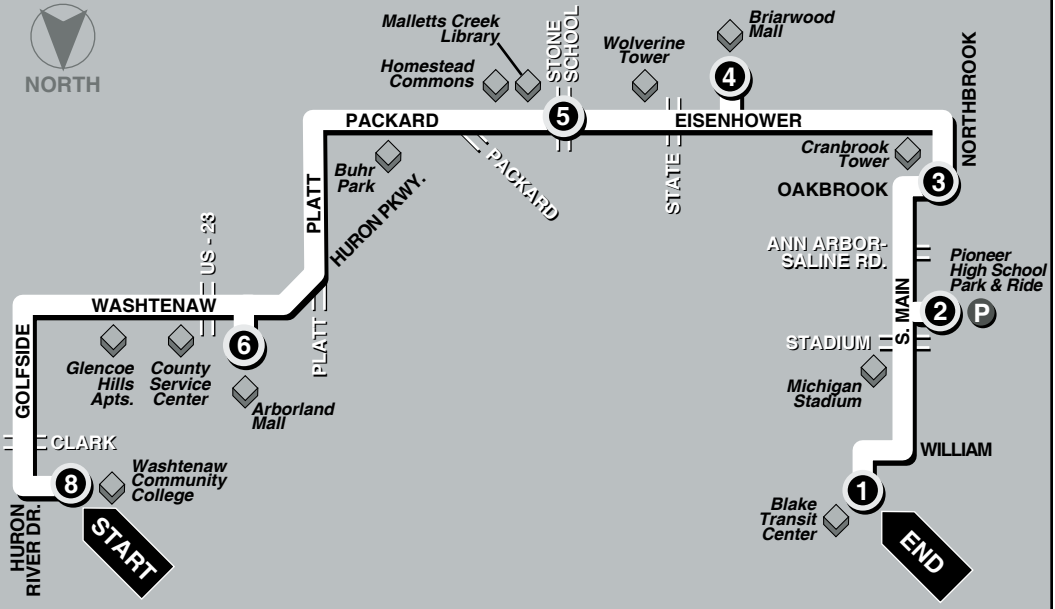 NORTH
Malletts Creek
Library
Homestead
Commons
STONE
SCHOOL
Wolverine
Tower
Briarwood
Mall
4
5
PACKARD
EISENHOWER
NORTHBROOK
Buhr
Park
PACKARD
STATE
Cranbrook
Tower
3
OAKBROOK
PLATT
HURON PKWY.
US - 23
ANN ARBOR-
SALINE RD.
Pioneer
High School
Park & Ride
2
P
S. MAIN
WASHTENAW
6
PLATT
STADIUM
GOLFSIDE
Glencoe
Hills
Apts.
County
Service
Center
Arborland
Mall
Michigan
Stadium
CLARK
WILLIAM
8
Washtenaw
Community
College
1
Blake
Transit
Center
HURON
RIVER DR.
START
END